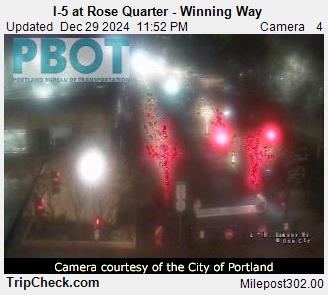 I-5 at Rose Quarter - Winning Way
Updated Dec 29 2024 11:52 PM Camera 4
PBOT
PORTLAND BUREAU OF TRANSPORTATION
Camera courtesy of the City of Portland
TripCheck.com Milepost302.00